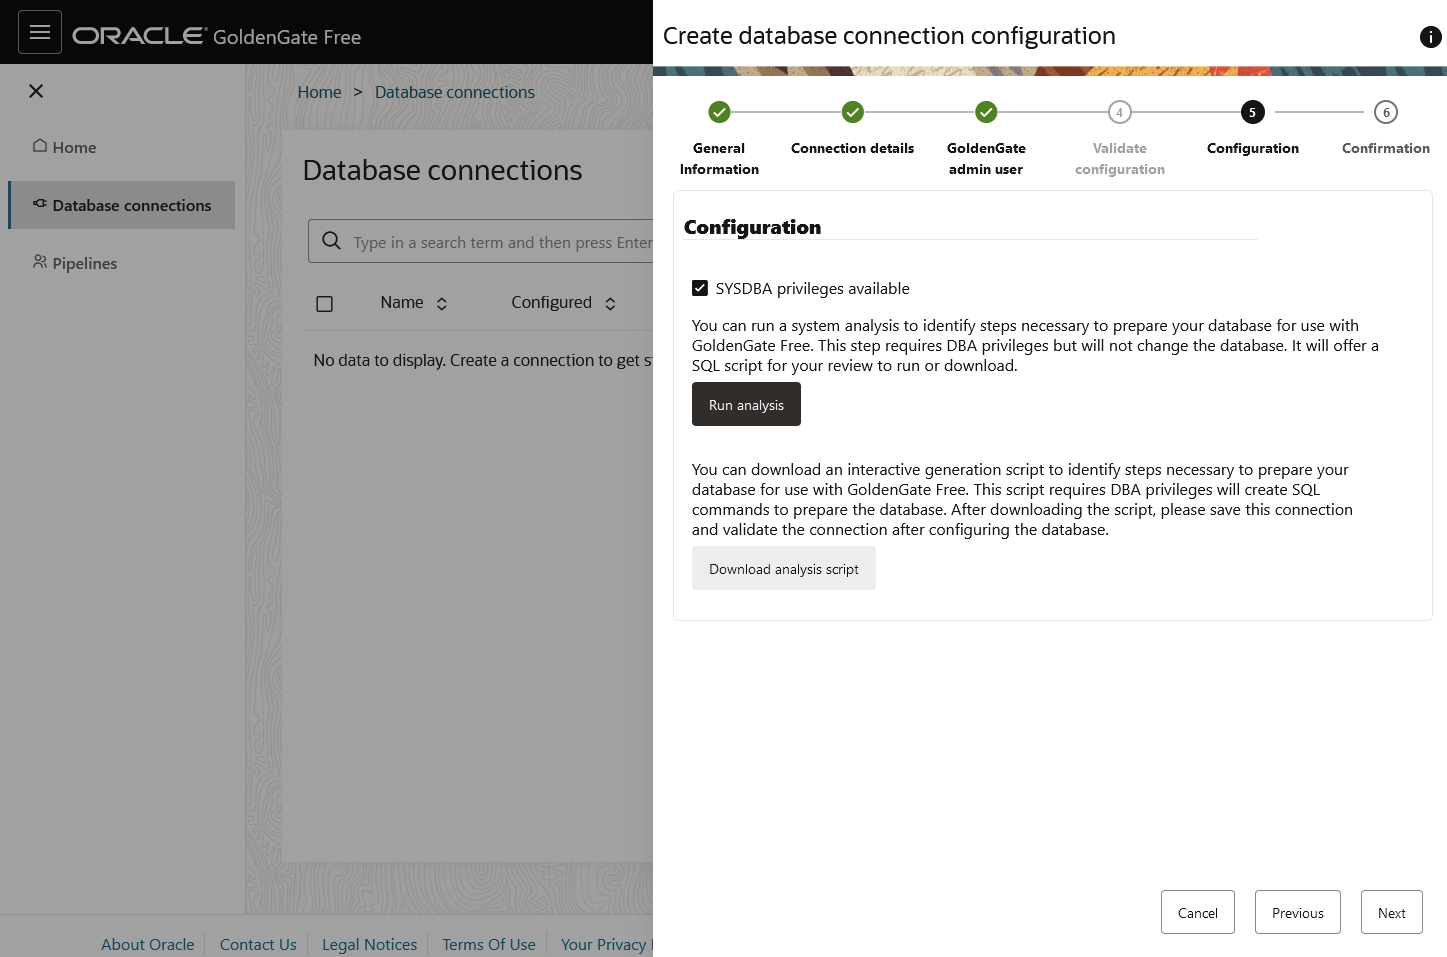 ORACLE GoldenGate Free
Home
Database connections
Pipelines
Home > Database connections
Database connections
Type in a search term and then press Enter
Name
Configured
No data to display. Create a connection to get s
About Oracle
Contact Us
Legal Notices
Terms Of Use
Your Privacy
Create database connection configuration
General
Information
Connection details
GoldenGate
admin user
4
Validate
configuration
5
Configuration
6
Confirmation
Configuration
SYSDBA privileges available
You can run a system analysis to identify steps necessary to prepare your database for use with
GoldenGate Free. This step requires DBA privileges but will not change the database. It will offer a
SQL script for your review to run or download.
Run analysis
You can download an interactive generation script to identify steps necessary to prepare your
database for use with GoldenGate Free. This script requires DBA privileges will create SQL
commands to prepare the database. After downloading the script, please save this connection
and validate the connection after configuring the database.
Download analysis script
Cancel
Previous
Next